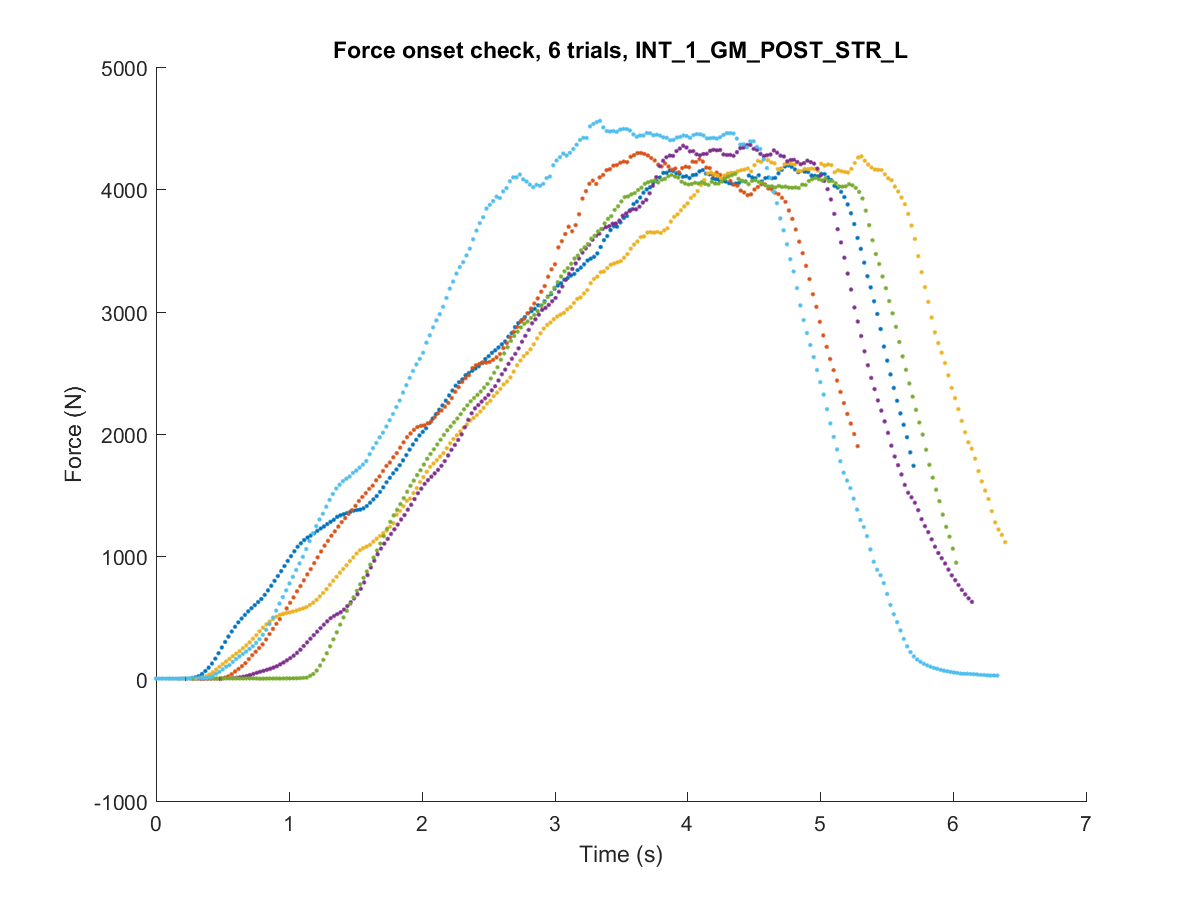 Force onset check, 6 trials, INT_1_GM_POST_STR_L
5000
4000
3000
2000
1000
0
-1000
Force (N)
0 1 2 3 4 5 6 7
Time (s)